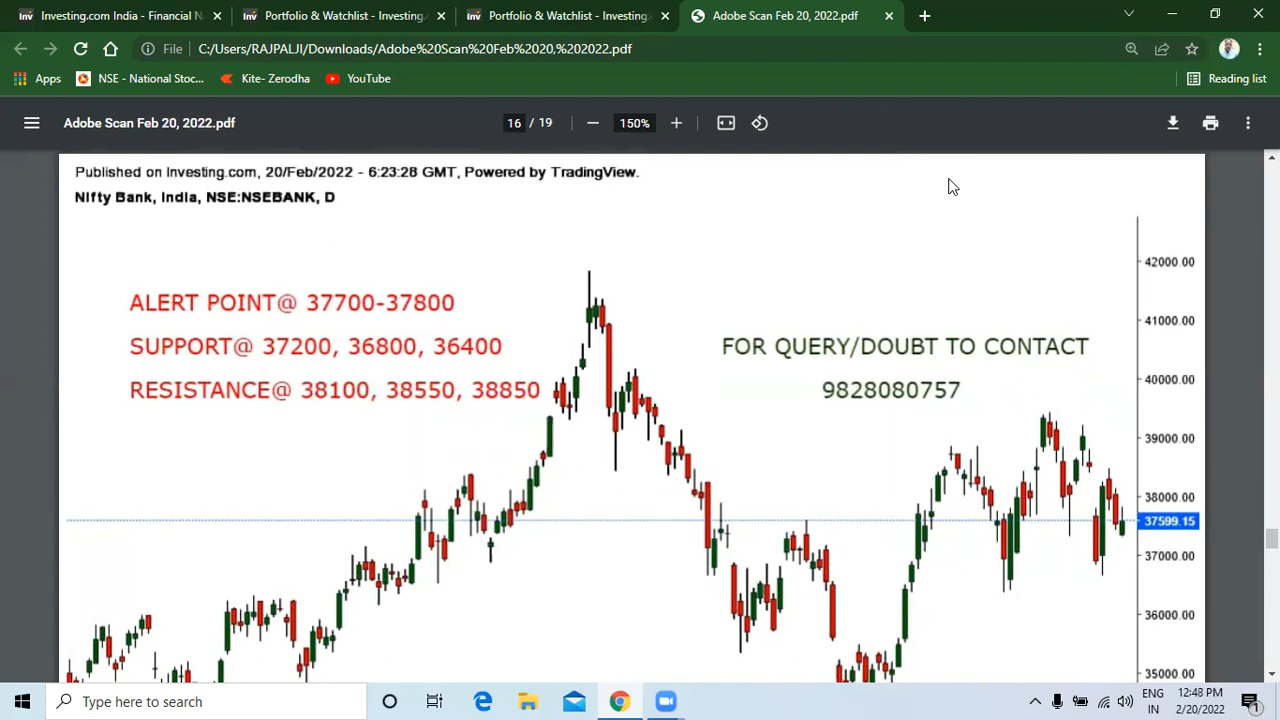 Investing.com India - Financial N
Portfolio & Watchlist - Investing.
Portfolio & Watchlist - Investing.
Adobe Scan Feb 20, 2022.pdf
File
C:/Users/RAJPALJI/Downloads/Adobe%20Scan%20Feb%2020,%202022.pdf
Apps
NSE - National Stoc...
Kite- Zerodha
YouTube
Reading list
Adobe Scan Feb 20, 2022.pdf
16 / 19
150%
Published on Investing.com, 20/Feb/2022 - 6:23:28 GMT, Powered by TradingView.
Nifty Bank, India, NSE:NSEBANK, D
ALERT POINT@ 37700-37800
SUPPORT@ 37200, 36800, 36400
RESISTANCE@ 38100, 38550, 38850
FOR QUERY/DOUBT TO CONTACT
9828080757
42000.00
41000.00
40000.00
39000.00
38000.00
37599.15
37000.00
36000.00
35000.00
Type here to search
ENG
IN
12:48 PM
2/20/2022
1